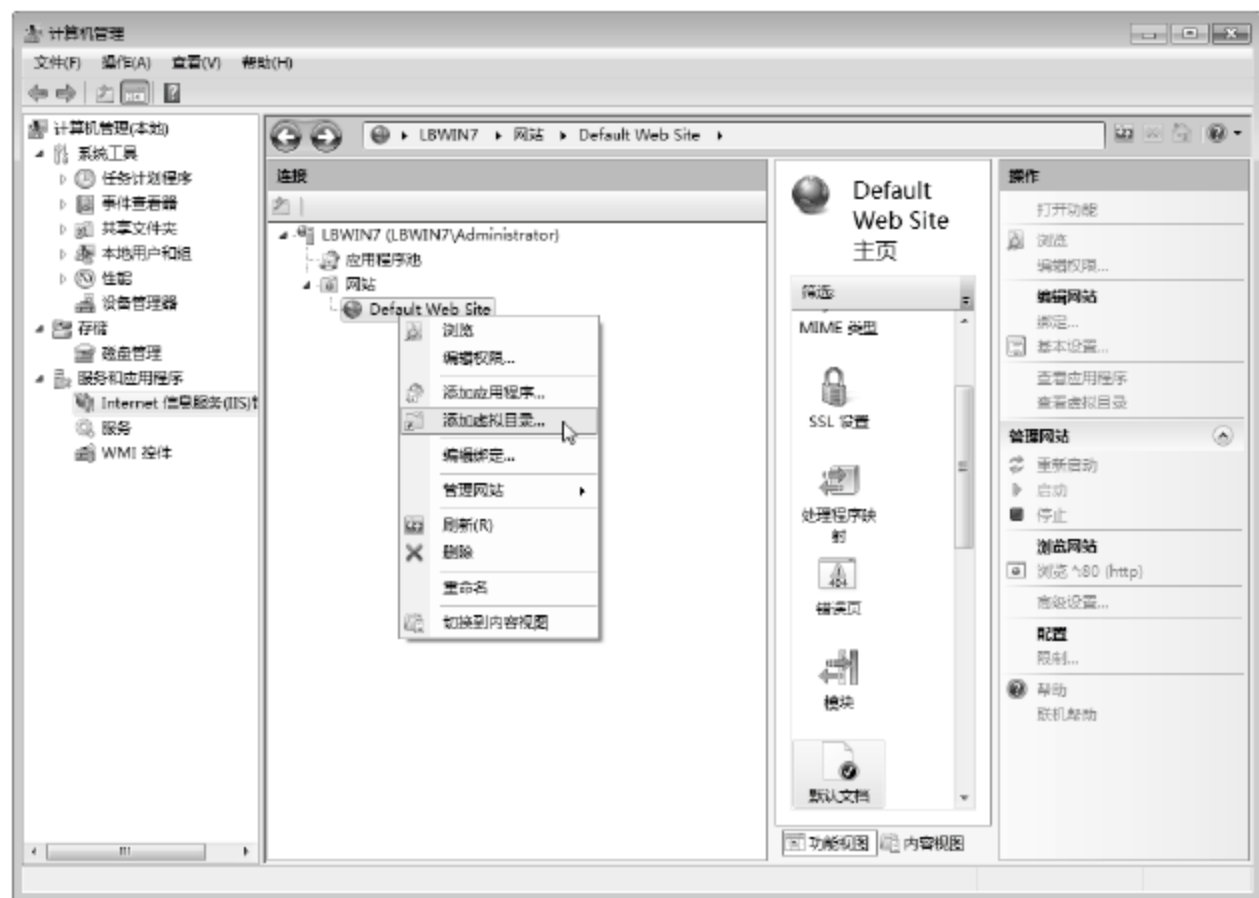 计算机管理
文件(F) 操作(A) 查看(V) 帮助(H)
计算机管理(本地)
系统工具
任务计划程序
事件查看器
共享文件夹
本地用户和组
性能
设备管理器
存储
磁盘管理
服务和应用程序
Internet 信息服务(IIS)管
服务
WMI 控件
LBWIN7 网站 Default Web Site
连接
LBWIN7 (LBWIN7\Administrator)
应用程序池
网站
Default Web Site
浏览
编辑权限...
添加应用程序...
添加虚拟目录...
编辑绑定...
管理网站
刷新(R)
删除
重命名
切换到内容视图
Default
Web Site
主页
筛选:
MIME 类型
SSL 设置
处理程序映
射
404
错误页
模块
默认文档
功能视图 内容视图
操作
打开功能
浏览
编辑权限...
编辑网站
绑定...
基本设置...
查看应用程序
查看虚拟目录
管理网站
重新启动
启动
停止
浏览网站
浏览 *:80 (http)
高级设置...
配置
限制...
帮助
联机帮助